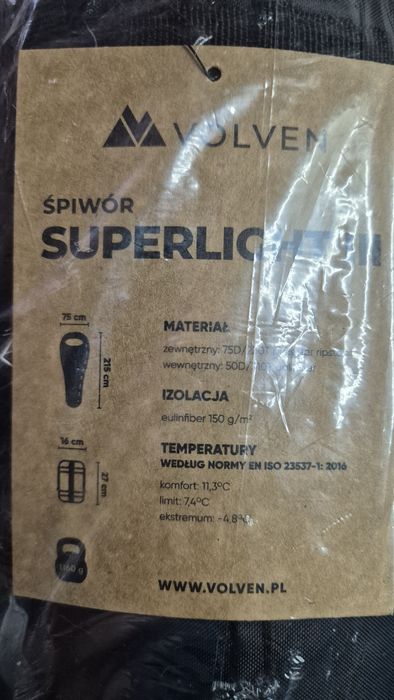 VOLVEN
ŚPIWÓR
SUPERLIGHT III
75 cm
215 cm
MATERIAŁ
zewnętrzny: 75D/
wewnętrzny: 50D/
IZOLACJA
eulinfiber 150 g/m²
16 cm
27 cm
TEMPERATURY
WEDŁUG NORMY EN ISO 23537-1: 2016
komfort: 11,3°C
limit: 7,4°C
ekstremum: -4,8°C
1160 g
WWW.VOLVEN.PL